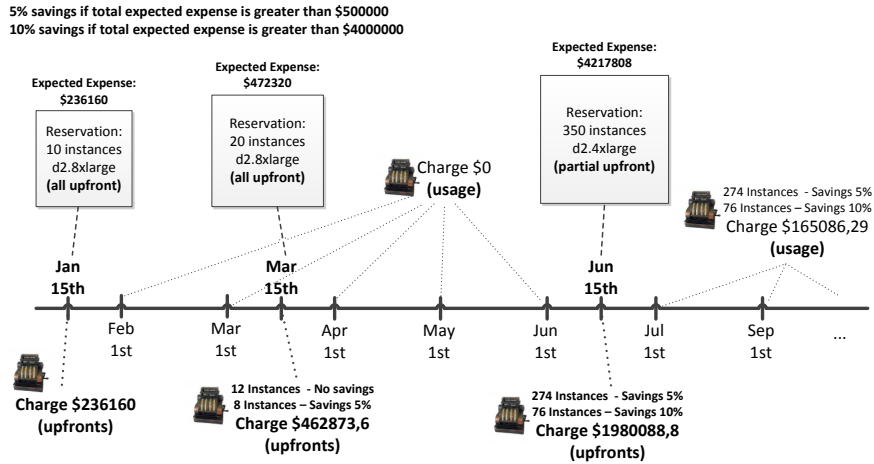 5% savings if total expected expense is greater than $500000
10% savings if total expected expense is greater than $4000000
Expected Expense:
$236160
Reservation:
10 instances
d2.8xlarge
(all upfront)
Expected Expense:
$472320
Reservation:
20 instances
d2.8xlarge
(all upfront)
Expected Expense:
$4217808
Reservation:
350 instances
d2.4xlarge
(partial upfront)
Charge $0
(usage)
274 Instances - Savings 5%
76 Instances – Savings 10%
Charge $165086,29
(usage)
Jan
15th
Mar
15th
Jun
15th
Feb
1st
Mar
1st
Apr
1st
May
1st
Jun
1st
Jul
1st
Sep
1st
...
Charge $236160
(upfronts)
12 Instances - No savings
8 Instances – Savings 5%
Charge $462873,6
(upfronts)
274 Instances - Savings 5%
76 Instances – Savings 10%
Charge $1980088,8
(upfronts)